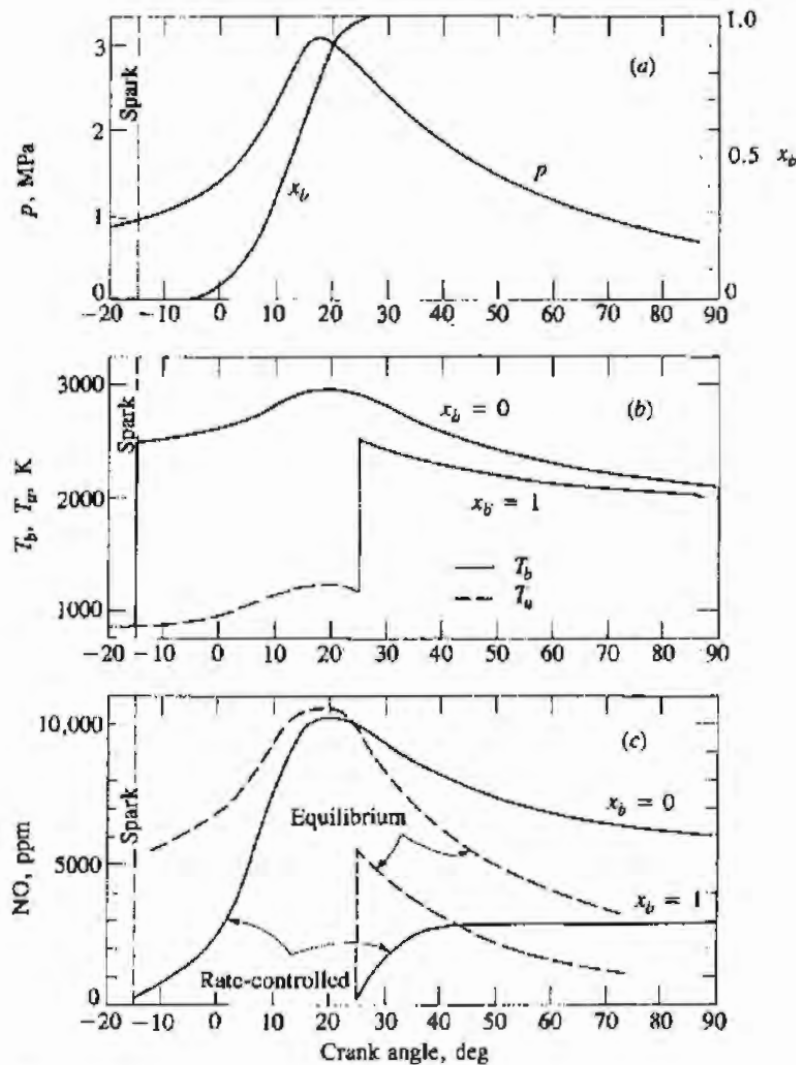 3
2
1
0
p, MPa
Spark
(a)
x_b
p
1.0
0.5
0
x_b
−20 −10 0 10 20 30 40 50 60 70 80 90
3000
2000
1000
T_b, T_u, K
Spark
x_b = 0
(b)
x_b = 1
T_b
T_u
−20 −10 0 10 20 30 40 50 60 70 80 90
10,000
5000
0
NO, ppm
Spark
(c)
x_b = 0
Equilibrium
x_b = 1
Rate-controlled
−20 −10 0 10 20 30 40 50 60 70 80 90
Crank angle, deg